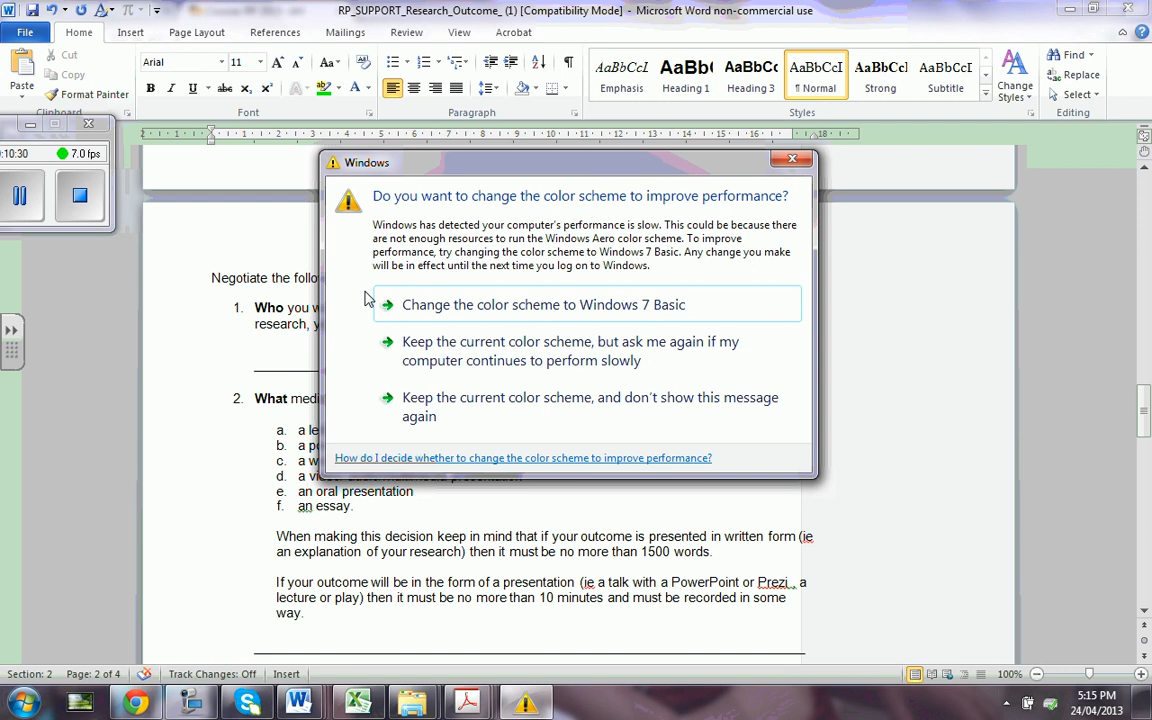 RP_SUPPORT_Research_Outcome_ (1) [Compatibility Mode] - Microsoft Word non-commercial use
File Home Insert Page Layout References Mailings Review View Acrobat
Cut
Copy
Format Painter
Paste
Clipboard
Arial 11
Font
Paragraph
AaBbCcI AaBb( AaBbCc AaBbCcI AaBbCcl AaBbCcI
Emphasis Heading 1 Heading 3 ¶ Normal Strong Subtitle
Change
Styles
Styles
Find
Replace
Select
Editing
:10:30 7.0 fps
Windows
Do you want to change the color scheme to improve performance?
Windows has detected your computer's performance is slow. This could be because there
are not enough resources to run the Windows Aero color scheme. To improve
performance, try changing the color scheme to Windows 7 Basic. Any change you make
will be in effect until the next time you log on to Windows.
Change the color scheme to Windows 7 Basic
Keep the current color scheme, but ask me again if my
computer continues to perform slowly
Keep the current color scheme, and don't show this message
again
How do I decide whether to change the color scheme to improve performance?
Negotiate the follo
1. Who you w
research, y
2. What medi
a. a le
b. a po
c. a w
d. a
e. an oral presentation
f. an essay.
When making this decision keep in mind that if your outcome is presented in written form (ie
an explanation of your research) then it must be no more than 1500 words.
If your outcome will be in the form of a presentation (ie a talk with a PowerPoint or Prezi , a
lecture or play) then it must be no more than 10 minutes and must be recorded in some
way.
Section: 2 Page: 2 of 4 Track Changes: Off Insert 100%
5:15 PM
24/04/2013